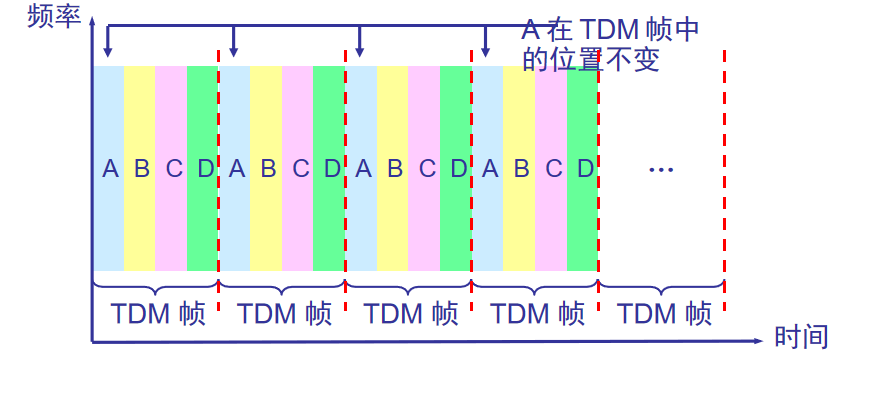 频率
A 在 TDM 帧中
的位置不变
A B C D A B C D A B C D A B C D …
TDM 帧 TDM 帧 TDM 帧 TDM 帧 TDM 帧
时间